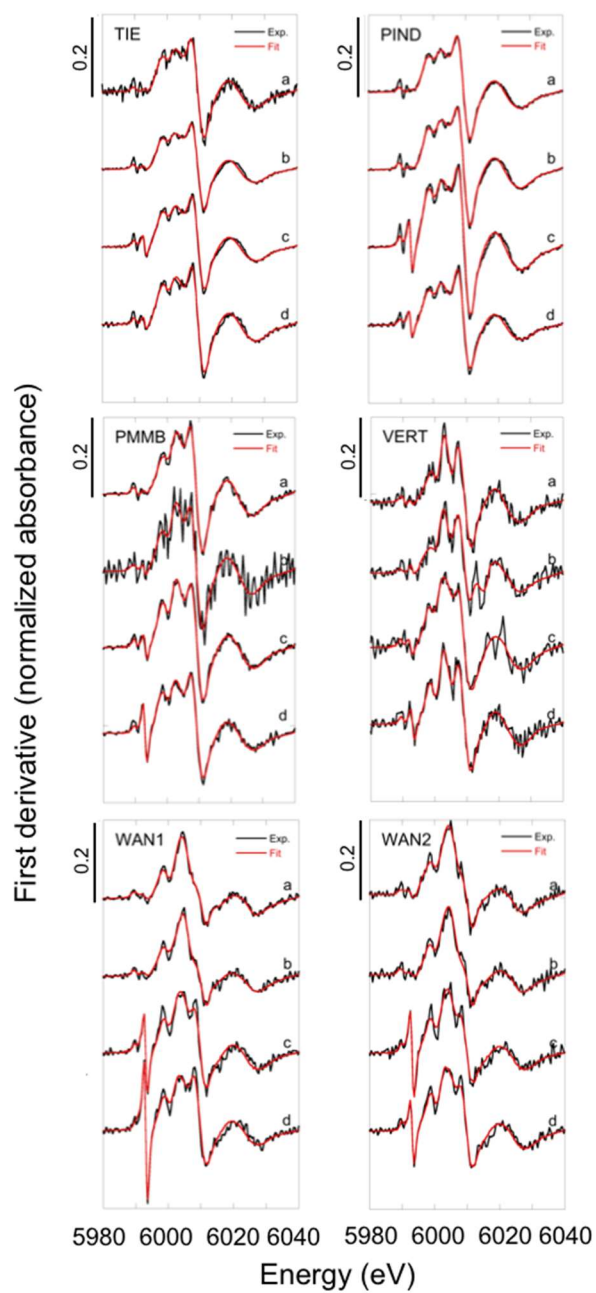 First derivative (normalized absorbance)
0.2
TIE
Exp.
Fit
a
b
c
d
0.2
PIND
Exp.
Fit
a
b
c
d
0.2
PMMB
Exp.
Fit
a
b
c
d
0.2
VERT
Exp.
Fit
a
b
c
d
0.2
WAN1
Exp.
Fit
a
b
c
d
0.2
WAN2
Exp.
Fit
a
b
c
d
5980 6000 6020 6040 5980 6000 6020 6040
Energy (eV)